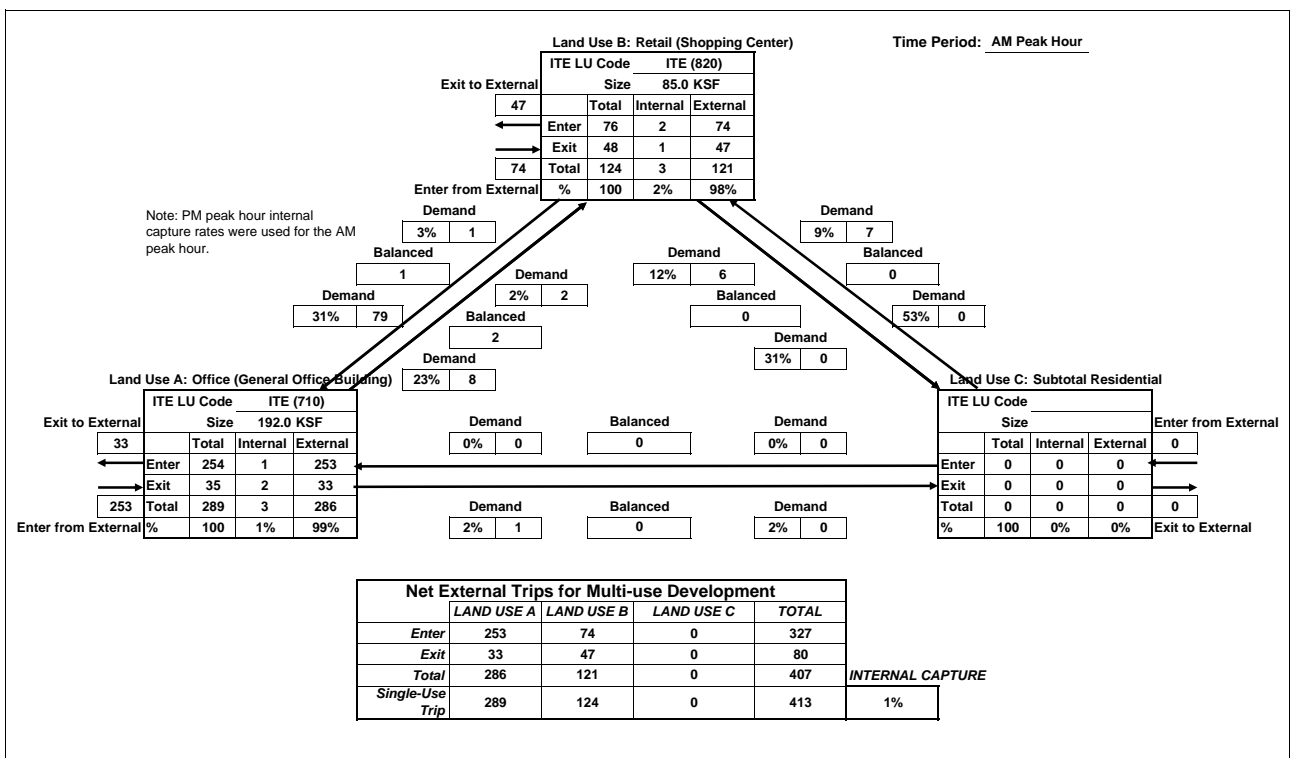 Land Use B: Retail (Shopping Center)
Time Period: AM Peak Hour
ITE LU Code ITE (820)
Exit to External Size 85.0 KSF
47 Total Internal External
Enter 76 2 74
Exit 48 1 47
74 Total 124 3 121
Enter from External % 100 2% 98%
Note: PM peak hour internal
capture rates were used for the AM
peak hour.
Demand
3% 1
Balanced
1
Demand
31% 79
Demand
2% 2
Balanced
2
Demand
23% 8
Demand
12% 6
Balanced
0
Demand
31% 0
Demand
9% 7
Balanced
0
Demand
53% 0
Land Use A: Office (General Office Building)
ITE LU Code ITE (710)
Exit to External Size 192.0 KSF
33 Total Internal External
Enter 254 1 253
Exit 35 2 33
253 Total 289 3 286
Enter from External % 100 1% 99%
Demand Balanced Demand
0% 0 0 0% 0
Demand Balanced Demand
2% 1 0 2% 0
Land Use C: Subtotal Residential
ITE LU Code
Size Enter from External
Total Internal External 0
Enter 0 0 0
Exit 0 0 0
Total 0 0 0 0
% 100 0% 0% Exit to External
Net External Trips for Multi-use Development
LAND USE A LAND USE B LAND USE C TOTAL
Enter 253 74 0 327
Exit 33 47 0 80
Total 286 121 0 407 INTERNAL CAPTURE
Single-Use
Trip 289 124 0 413 1%